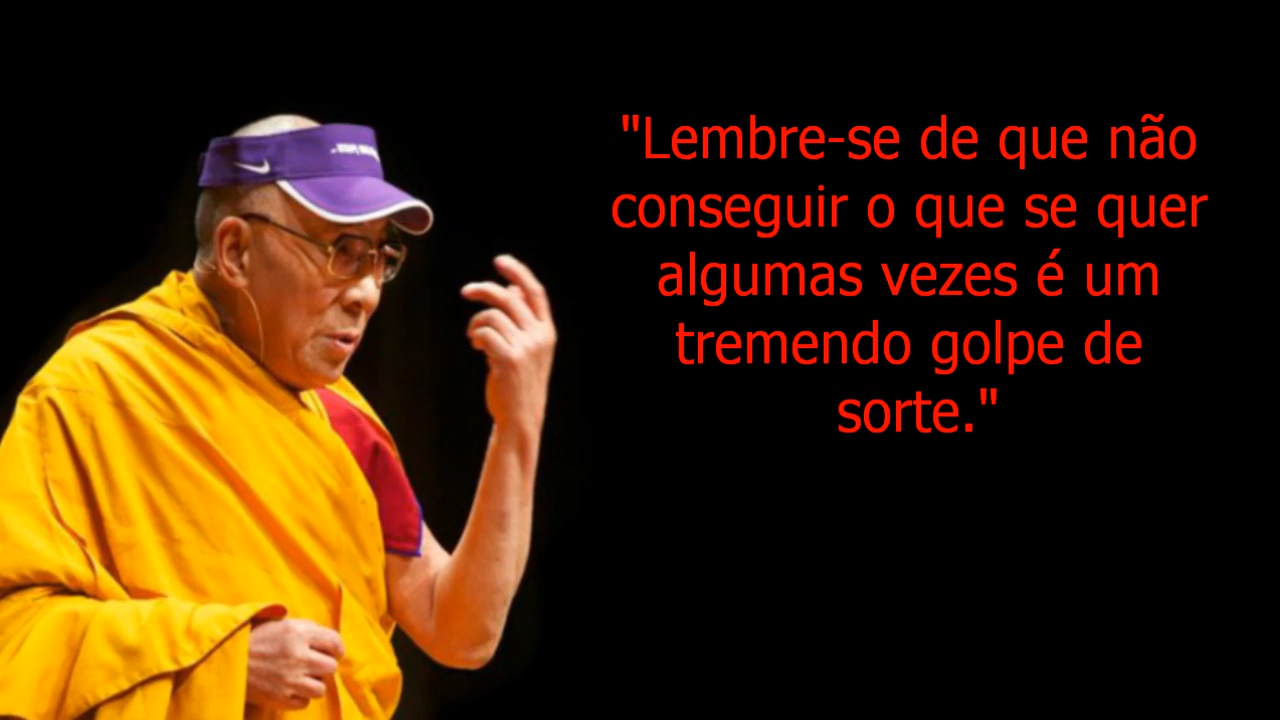 "Lembre-se de que não
conseguir o que se quer
algumas vezes é um
tremendo golpe de
sorte."